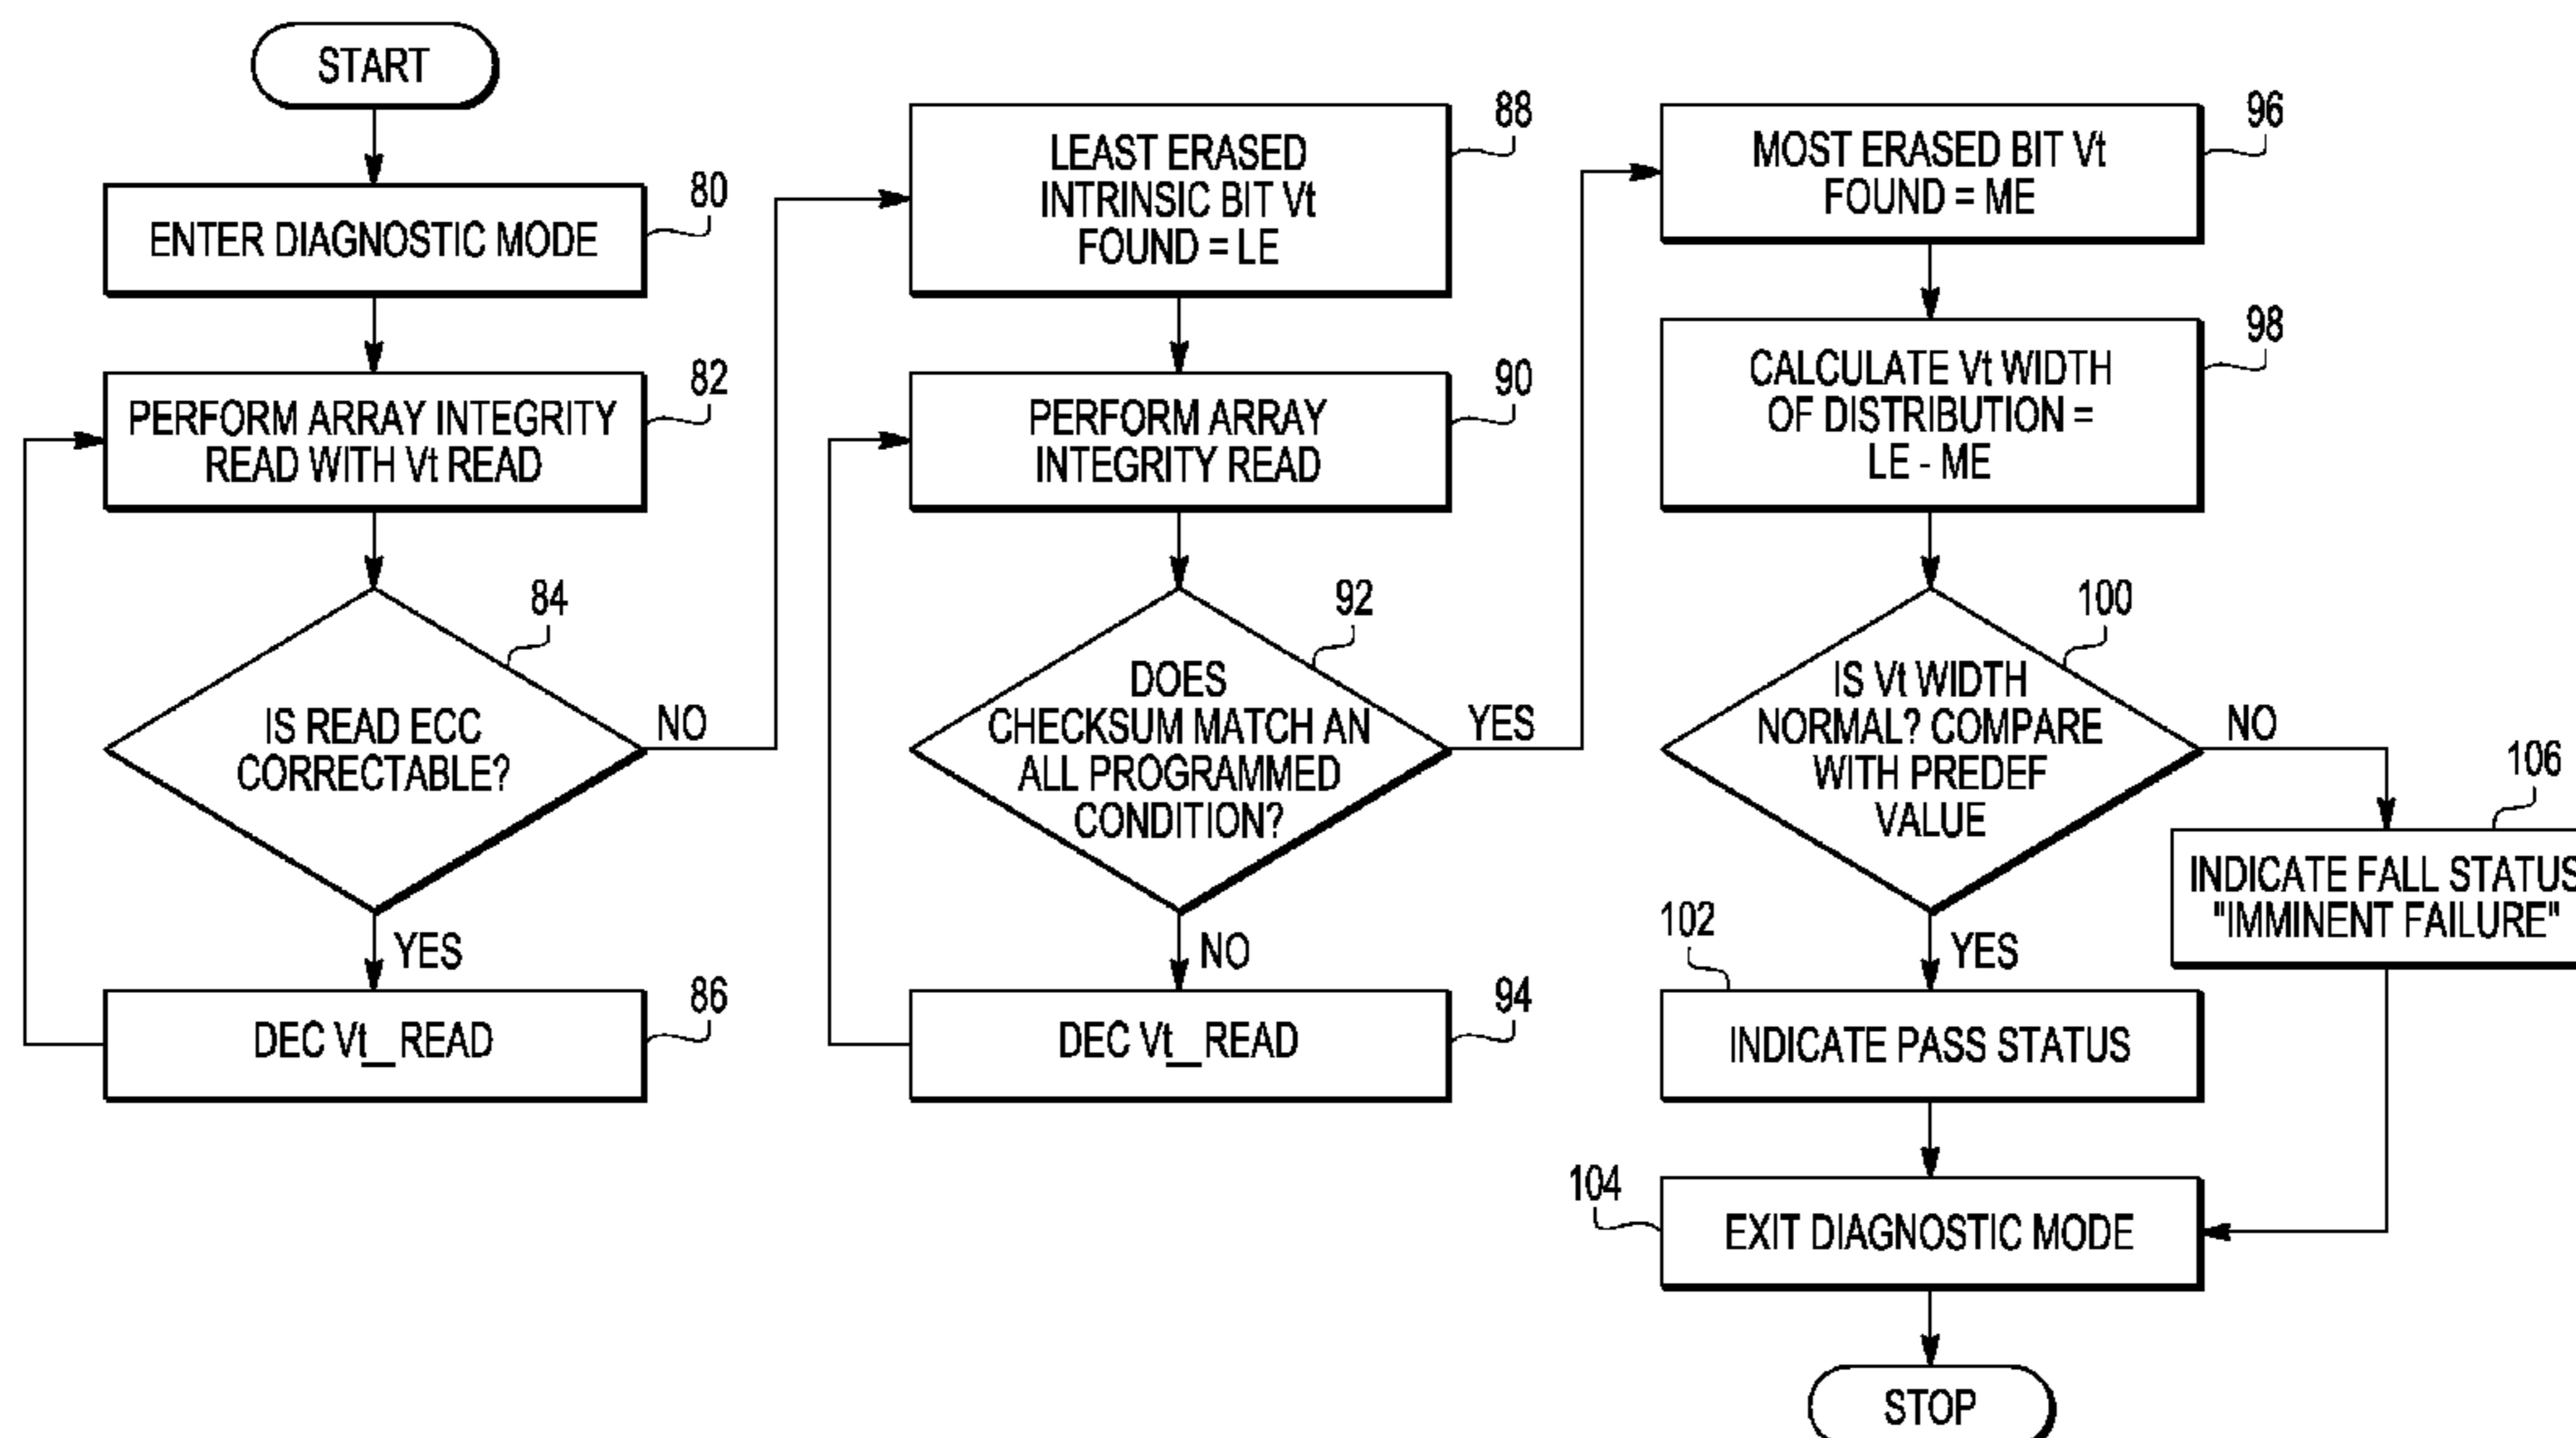 START
ENTER DIAGNOSTIC MODE
80
PERFORM ARRAY INTEGRITY
READ WITH Vt READ
82
IS READ ECC
CORRECTABLE?
84
NO
YES
DEC Vt_READ
86
LEAST ERASED
INTRINSIC BIT Vt
FOUND = LE
88
PERFORM ARRAY
INTEGRITY READ
90
DOES
CHECKSUM MATCH AN
ALL PROGRAMMED
CONDITION?
92
YES
NO
DEC Vt_READ
94
MOST ERASED BIT Vt
FOUND = ME
96
CALCULATE Vt WIDTH
OF DISTRIBUTION =
LE - ME
98
IS Vt WIDTH
NORMAL? COMPARE
WITH PREDEF
VALUE
100
NO
YES
INDICATE FALL STATUS
"IMMINENT FAILURE"
106
102
INDICATE PASS STATUS
104
EXIT DIAGNOSTIC MODE
STOP